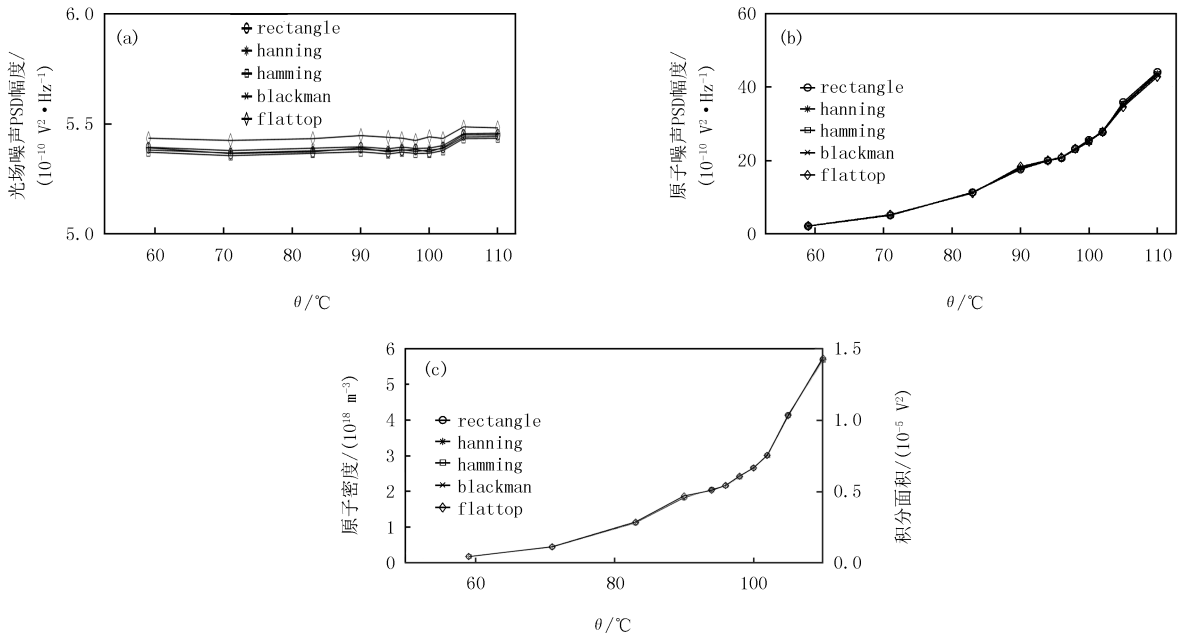 (a)
rectangle
hanning
hamming
blackman
flattop
6.0
5.5
5.0
光场噪声PSD幅度/
(10⁻¹⁰ V²•Hz⁻¹)
60 70 80 90 100 110
θ/℃
(b)
rectangle
hanning
hamming
blackman
flattop
60
40
20
0
原子噪声PSD幅度/
(10⁻¹⁰ V²•Hz⁻¹)
60 70 80 90 100 110
θ/℃
(c)
rectangle
hanning
hamming
blackman
flattop
6
5
4
3
2
1
0
原子密度/(10¹⁸ m⁻³)
1.5
1.0
0.5
0.0
积分面积/(10⁻⁵ V²)
60 80 100
θ/℃